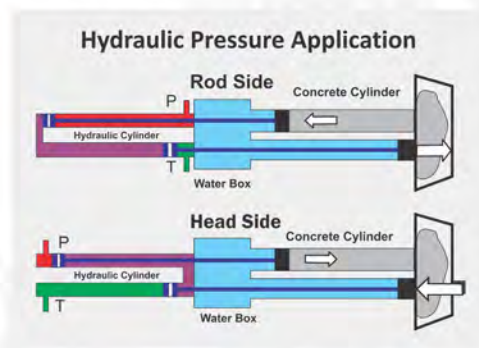 Hydraulic Pressure Application
Rod Side
P
Concrete Cylinder
Hydraulic Cylinder
T
Water Box
Head Side
P
Concrete Cylinder
Hydraulic Cylinder
T
Water Box